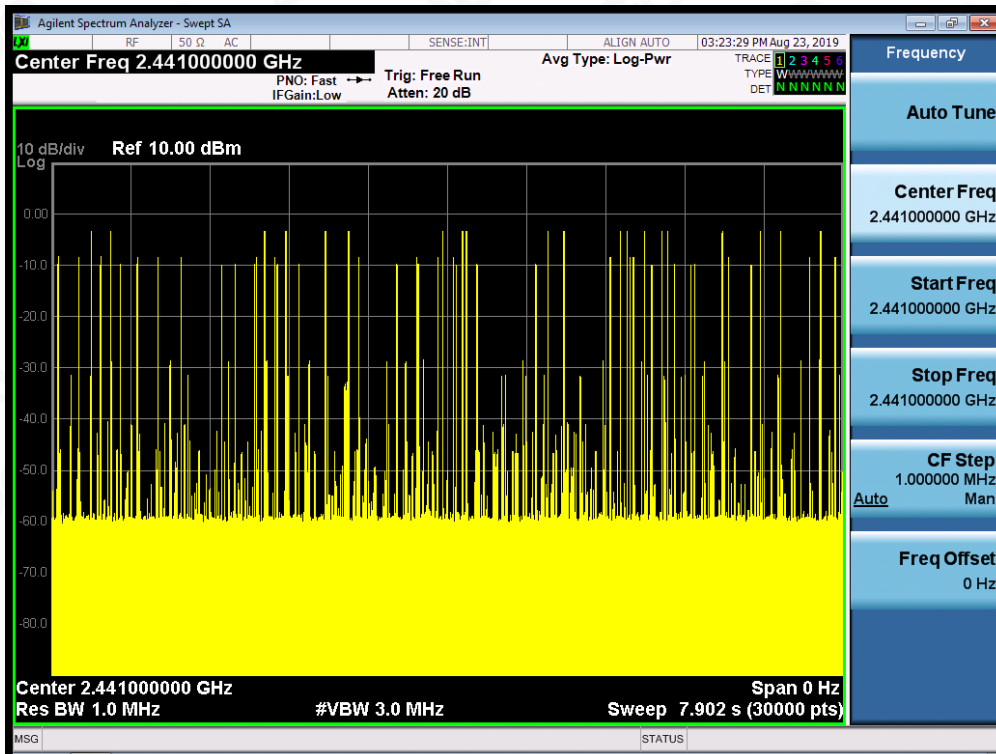 Agilent Spectrum Analyzer - Swept SA
LXI RF 50 Ω AC SENSE:INT ALIGN AUTO 03:23:29 PM Aug 23, 2019
Center Freq 2.441000000 GHz
PNO: Fast
IFGain:Low
Trig: Free Run
Atten: 20 dB
Avg Type: Log-Pwr
TRACE 1 2 3 4 5 6
TYPE WWWWWWW
DET N N N N N N
10 dB/div Ref 10.00 dBm
Log
0.00
-10.0
-20.0
-30.0
-40.0
-50.0
-60.0
-70.0
-80.0
Center 2.441000000 GHz Span 0 Hz
Res BW 1.0 MHz #VBW 3.0 MHz Sweep 7.902 s (30000 pts)
MSG STATUS
Frequency
Auto Tune
Center Freq
2.441000000 GHz
Start Freq
2.441000000 GHz
Stop Freq
2.441000000 GHz
CF Step
1.000000 MHz
Auto Man
Freq Offset
0 Hz